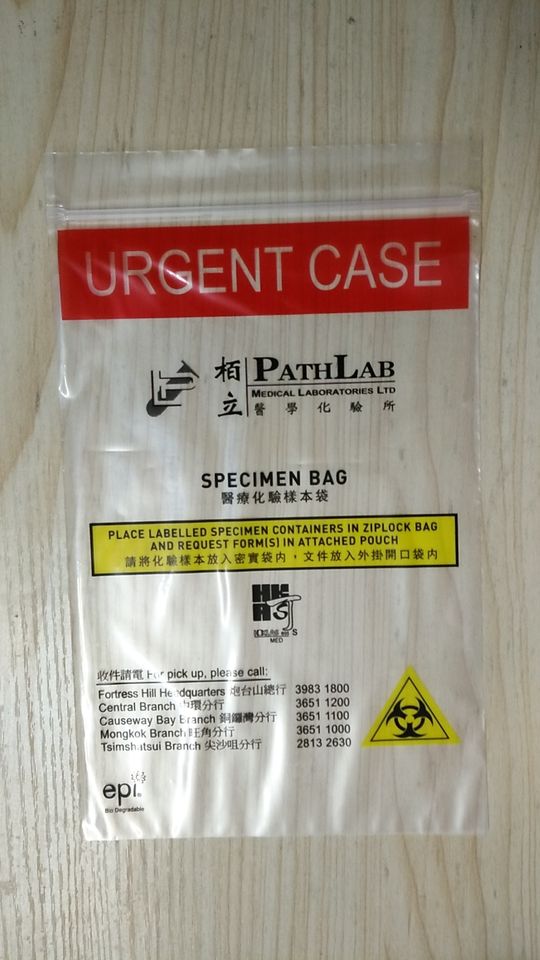 URGENT CASE
栢立 PATHLAB
MEDICAL LABORATORIES LTD
醫學化驗所
SPECIMEN BAG
醫療化驗樣本袋
PLACE LABELLED SPECIMEN CONTAINERS IN ZIPLOCK BAG
AND REQUEST FORM(S) IN ATTACHED POUCH
請將化驗樣本放入密實袋內，文件放入外掛開口袋內
HKAS
MED
收件請電 For pick up, please call:
Fortress Hill Headquarters 炮台山總行 3983 1800
Central Branch 中環分行 3651 1200
Causeway Bay Branch 銅鑼灣分行 3651 1100
Mongkok Branch 旺角分行 3651 1000
Tsimshatsui Branch 尖沙咀分行 2813 2630
epi®
Bio Degradable